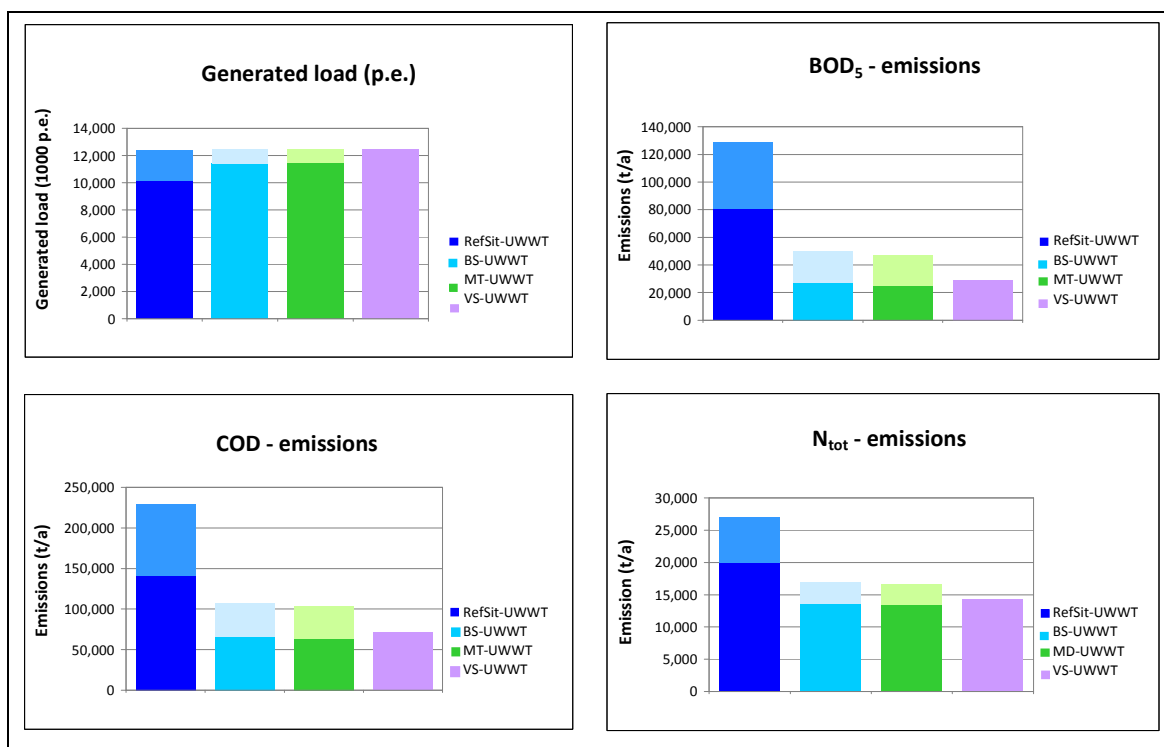 Generated load (p.e.)
Generated load (1000 p.e.)
14,000
12,000
10,000
8,000
6,000
4,000
2,000
0
RefSit-UWWT
BS-UWWT
MT-UWWT
VS-UWWT
BOD5 - emissions
Emissions (t/a)
140,000
120,000
100,000
80,000
60,000
40,000
20,000
0
RefSit-UWWT
BS-UWWT
MT-UWWT
VS-UWWT
COD - emissions
Emissions (t/a)
250,000
200,000
150,000
100,000
50,000
0
RefSit-UWWT
BS-UWWT
MT-UWWT
VS-UWWT
Ntot - emissions
Emission (t/a)
30,000
25,000
20,000
15,000
10,000
5,000
0
RefSit-UWWT
BS-UWWT
MD-UWWT
VS-UWWT